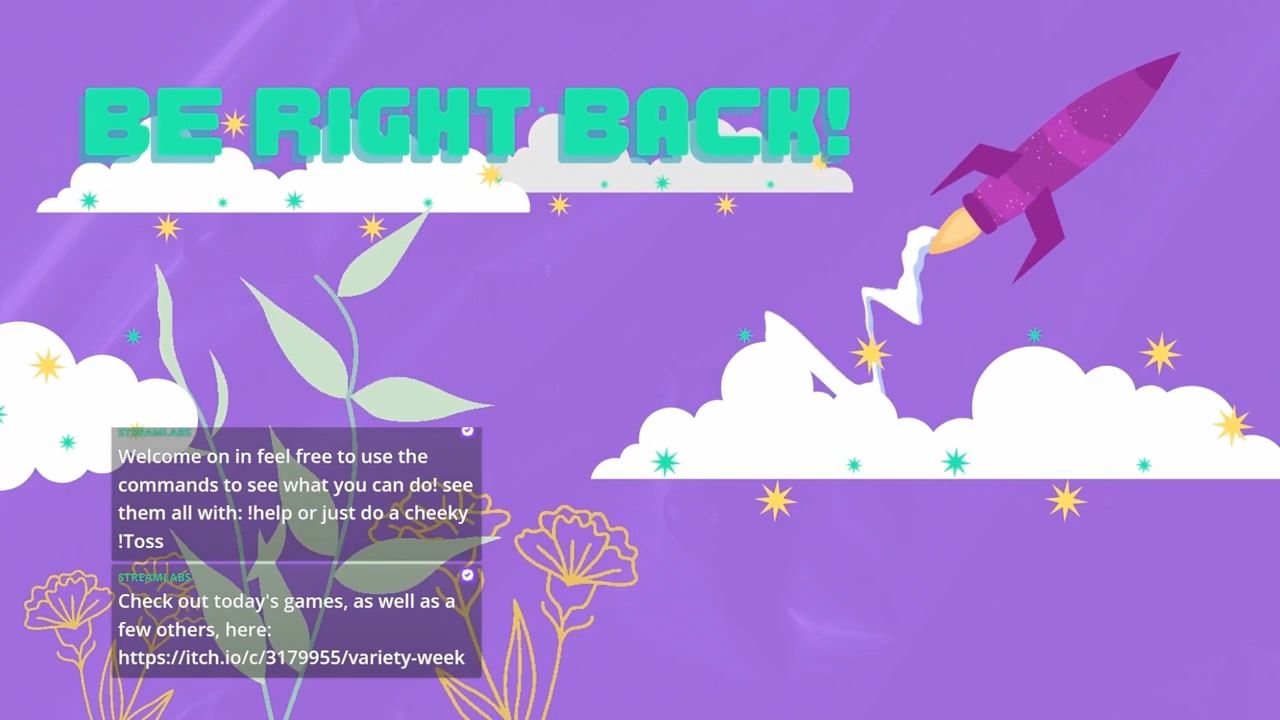 BE RIGHT BACK!
STREAMLABS
Welcome on in feel free to use the
commands to see what you can do! see
them all with: !help or just do a cheeky
!Toss
STREAMLABS
Check out today's games, as well as a
few others, here:
https://itch.io/c/3179955/variety-week